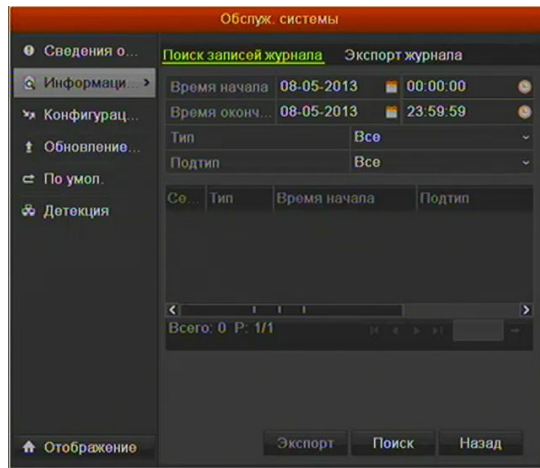 Обслуж. системы
Сведения о...
Информаци...
Конфигурац...
Обновление...
По умол.
Детекция
Отображение
Поиск записей журнала Экспорт журнала
Время начала 08-05-2013 00:00:00
Время оконч... 08-05-2013 23:59:59
Тип Все
Подтип Все
Се... Тип Время начала Подтип
Всего: 0 P: 1/1
Экспорт Поиск Назад